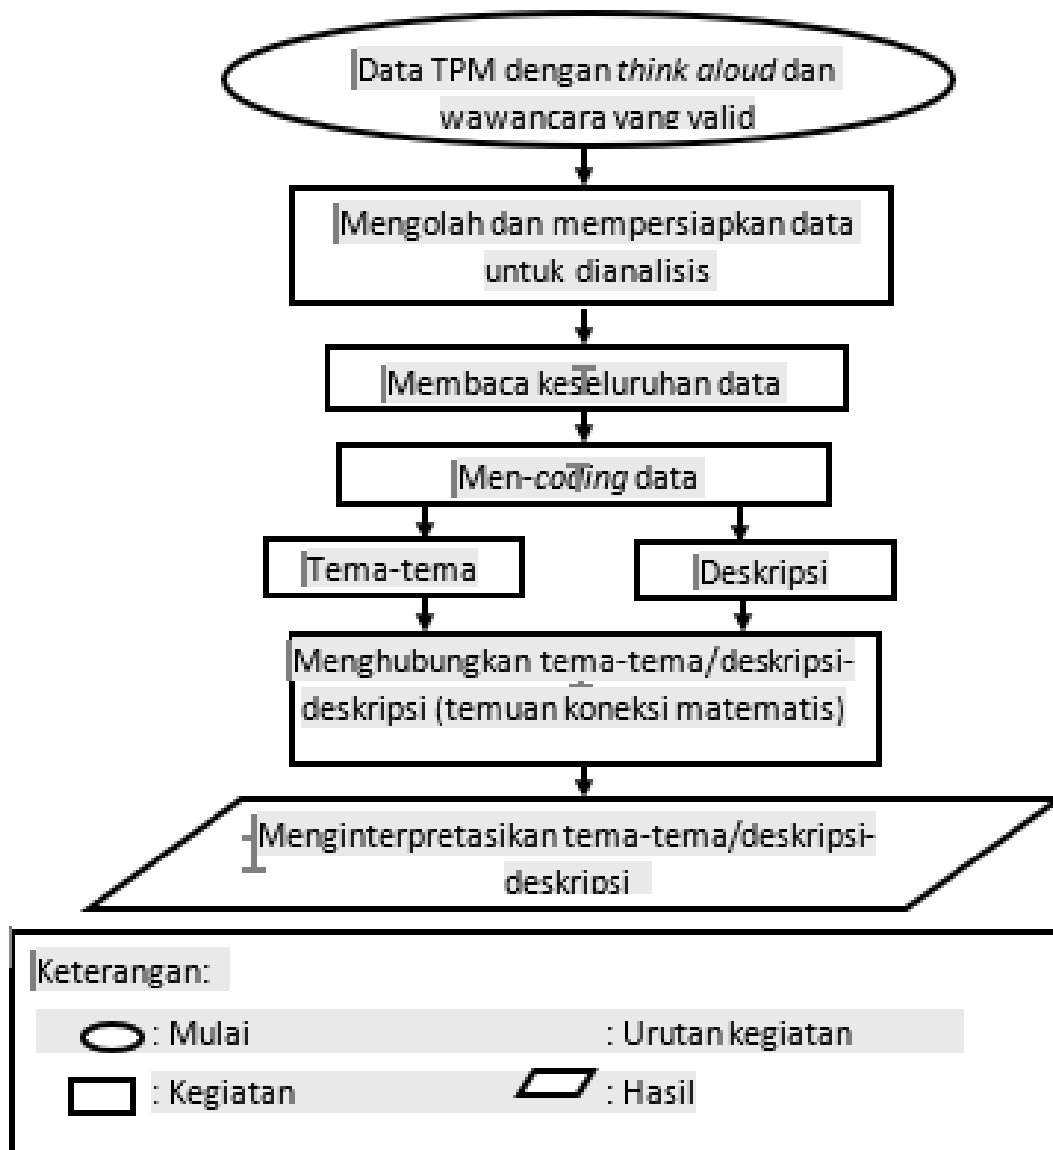 Data TPM dengan think aloud dan
wawancara yang valid
Mengolah dan mempersiapkan data
untuk dianalisis
Membaca keseluruhan data
Men-coding data
Tema-tema
Deskripsi
Menghubungkan tema-tema/deskripsi-
deskripsi (temuan koneksi matematis)
Menginterpretasikan tema-tema/deskripsi-
deskripsi
Keterangan:
: Mulai
: Urutan kegiatan
: Kegiatan
: Hasil